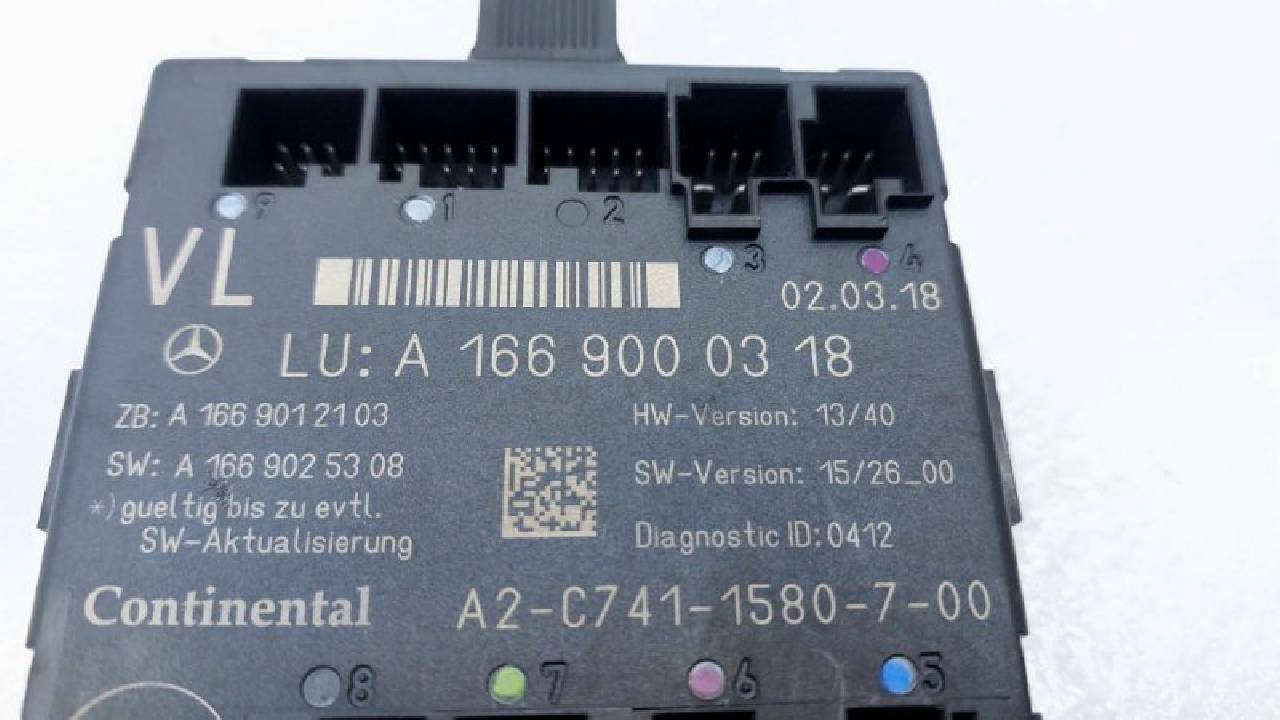 9 1 2
3 4
VL
02.03.18
LU: A 166 900 03 18
ZB: A 166 901 21 03
HW-Version: 13/40
SW: A 166 902 53 08
SW-Version: 15/26_00
*) gueltig bis zu evtl.
SW-Aktualisierung
Diagnostic ID: 0412
Continental
A2-C741-1580-7-00
8 7 6 5